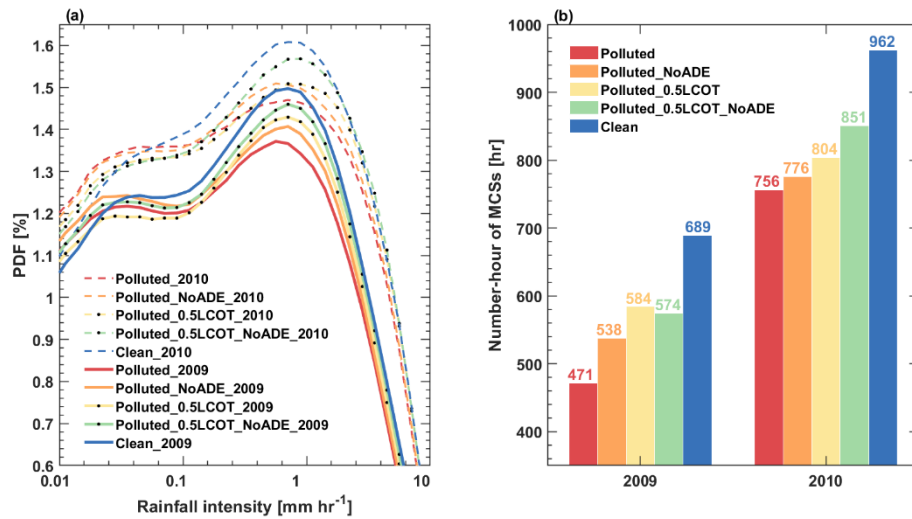 (a)
PDF [%]
1.6
1.5
1.4
1.3
1.2
1.1
1
0.9
0.8
0.7
0.6
Polluted_2010
Polluted_NoADE_2010
Polluted_0.5LCOT_2010
Polluted_0.5LCOT_NoADE_2010
Clean_2010
Polluted_2009
Polluted_NoADE_2009
Polluted_0.5LCOT_2009
Polluted_0.5LCOT_NoADE_2009
Clean_2009
0.01 0.1 1 10
Rainfall intensity [mm hr-1]
(b)
Number-hour of MCSs [hr]
1000
900
800
700
600
500
400
Polluted
Polluted_NoADE
Polluted_0.5LCOT
Polluted_0.5LCOT_NoADE
Clean
471 538 584 574 689
756 776 804 851 962
2009 2010